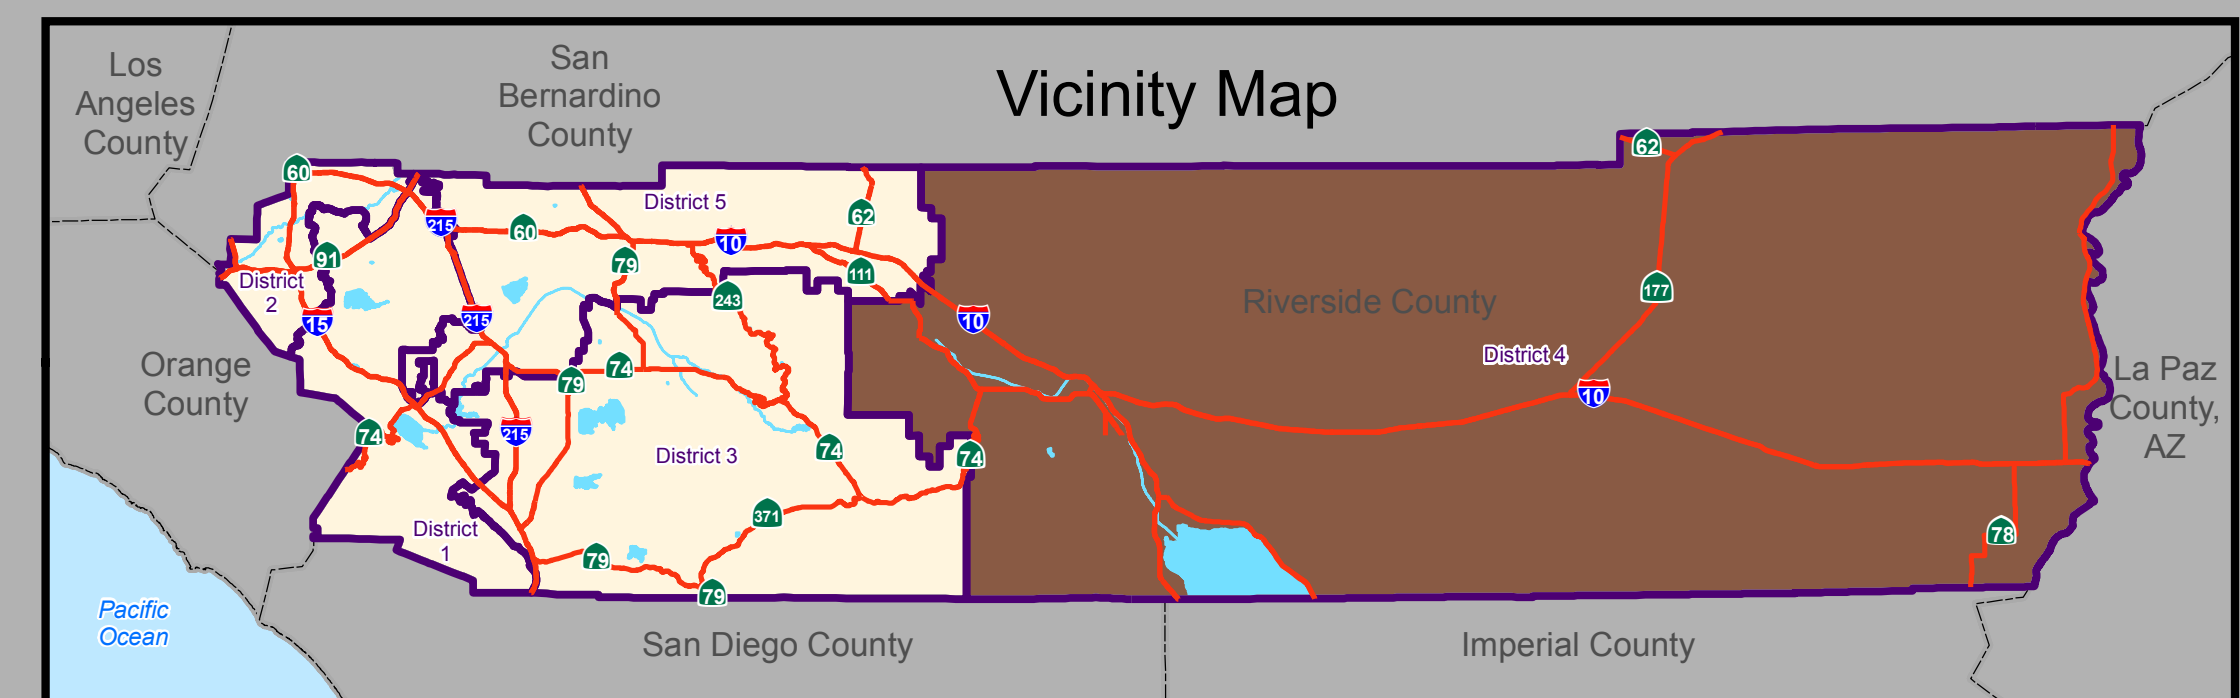 Vicinity Map
Los
Angeles
County
San
Bernardino
County
Orange
County
Riverside County
La Paz
County,
AZ
San Diego County
Imperial County
Pacific
Ocean
District 5
District
2
District 4
District 3
District
1
60
62
62
215
60
10
91
79
111
243
177
15
215
10
74
79
10
74
215
74
74
371
78
79
79